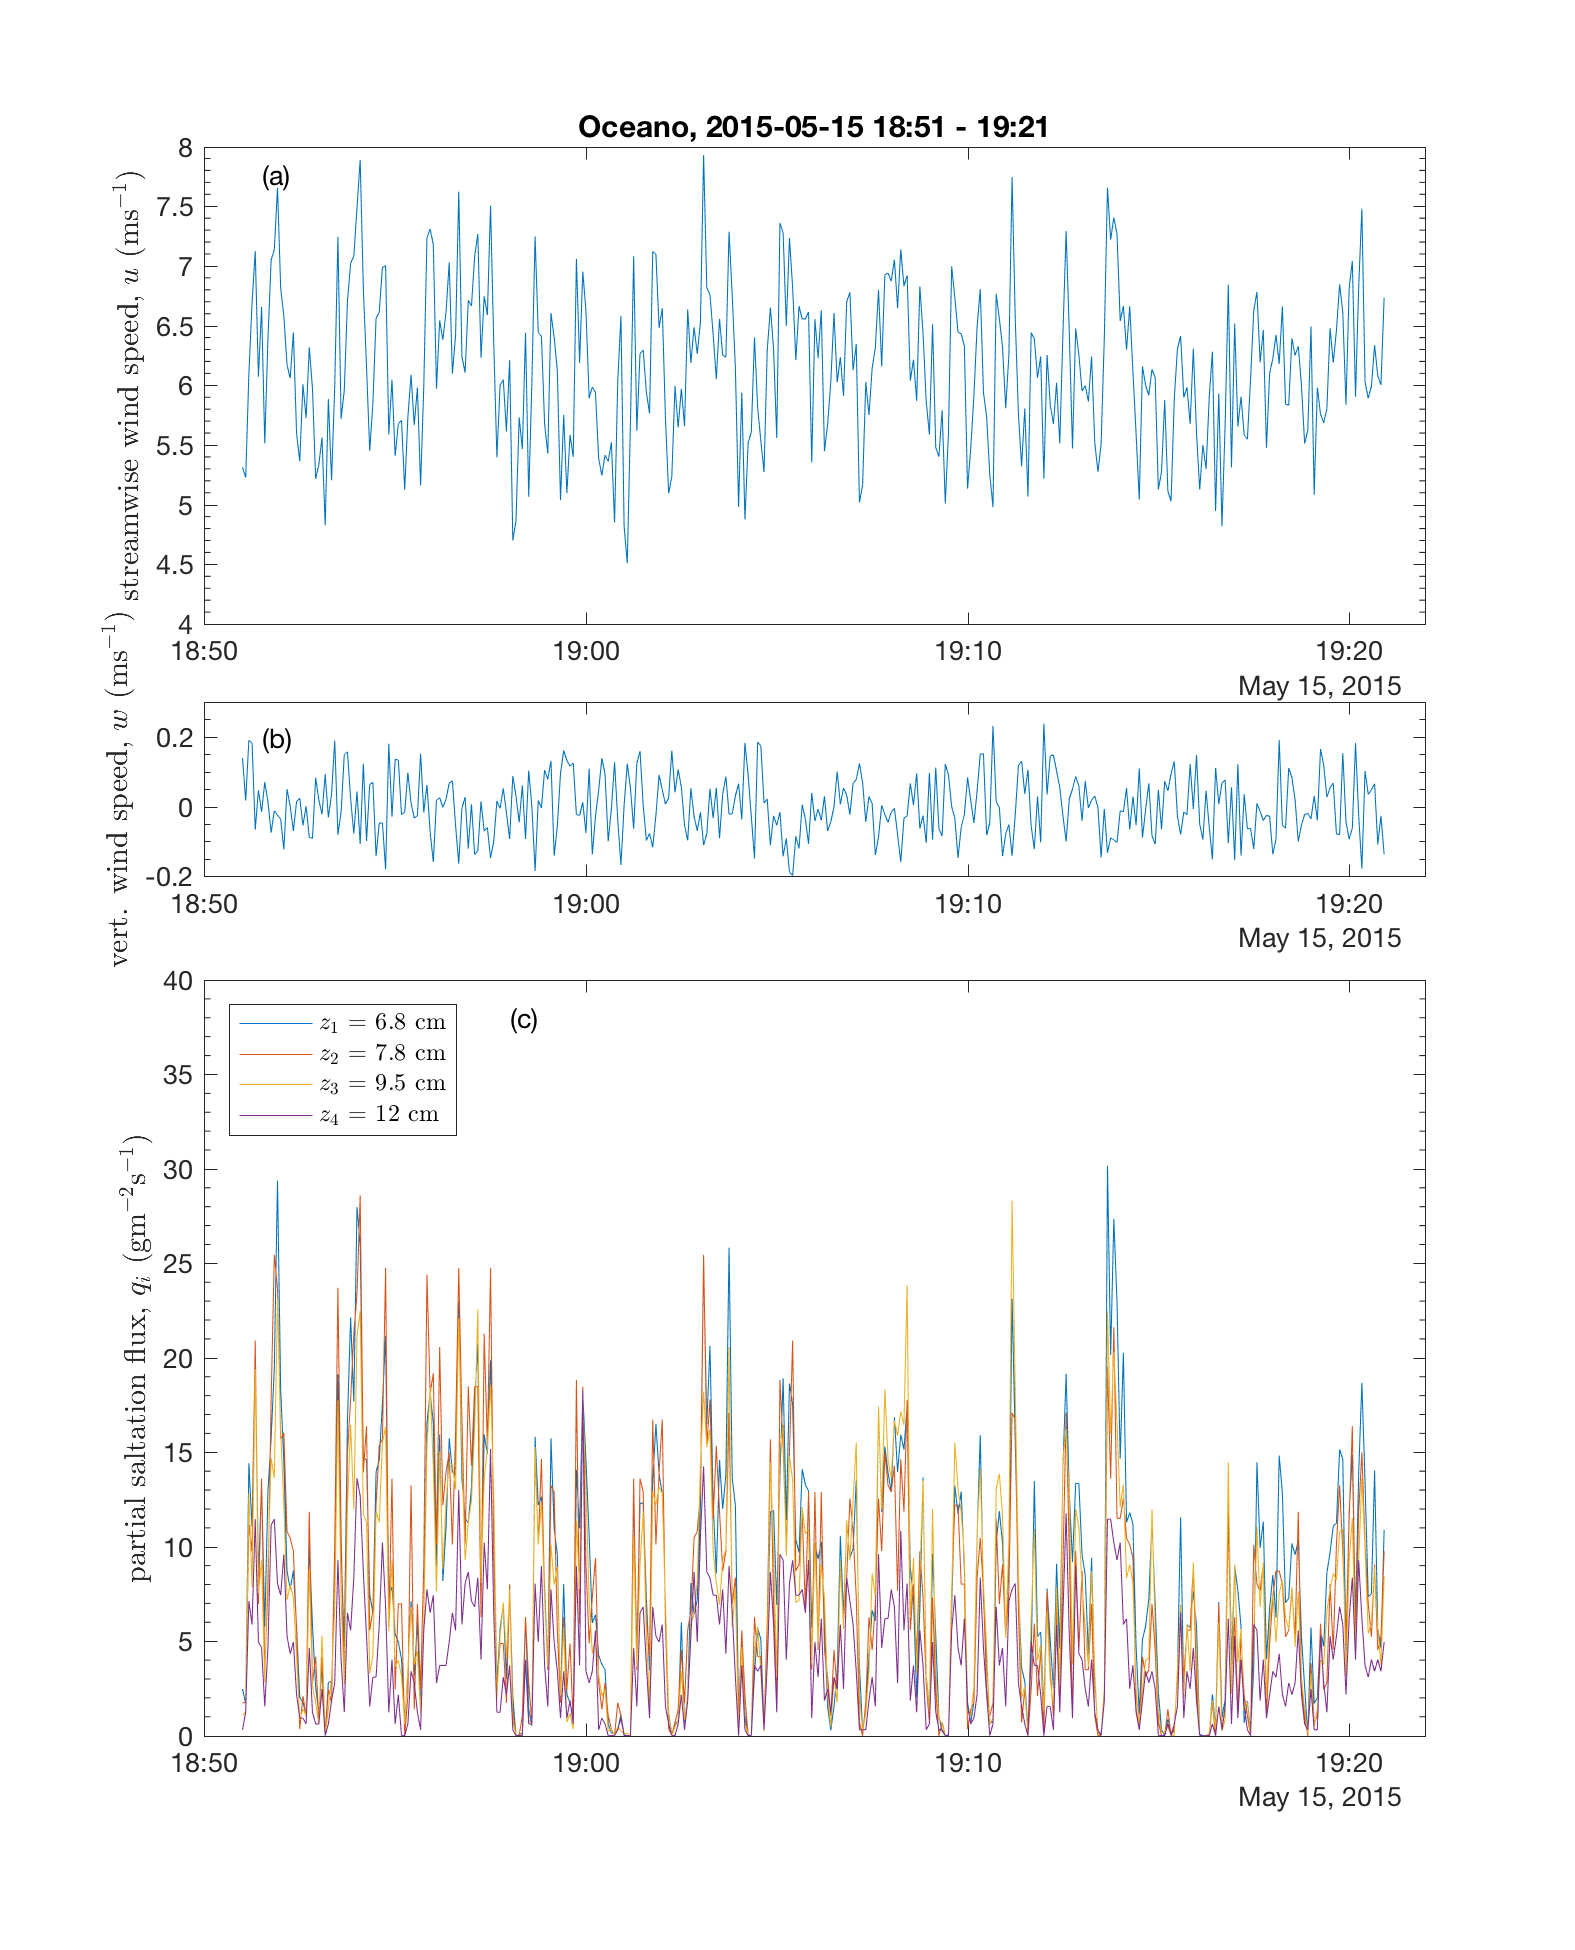 Oceano, 2015-05-15 18:51 - 19:21
(a)
streamwise wind speed, u (ms⁻¹)
8
7.5
7
6.5
6
5.5
5
4.5
4
18:50 19:00 19:10 19:20
May 15, 2015
(b)
vert. wind speed, w (ms⁻¹)
0.2
0
-0.2
18:50 19:00 19:10 19:20
May 15, 2015
(c)
partial saltation flux, qᵢ (gm⁻²s⁻¹)
40
35
30
25
20
15
10
5
0
z₁ = 6.8 cm
z₂ = 7.8 cm
z₃ = 9.5 cm
z₄ = 12 cm
18:50 19:00 19:10 19:20
May 15, 2015